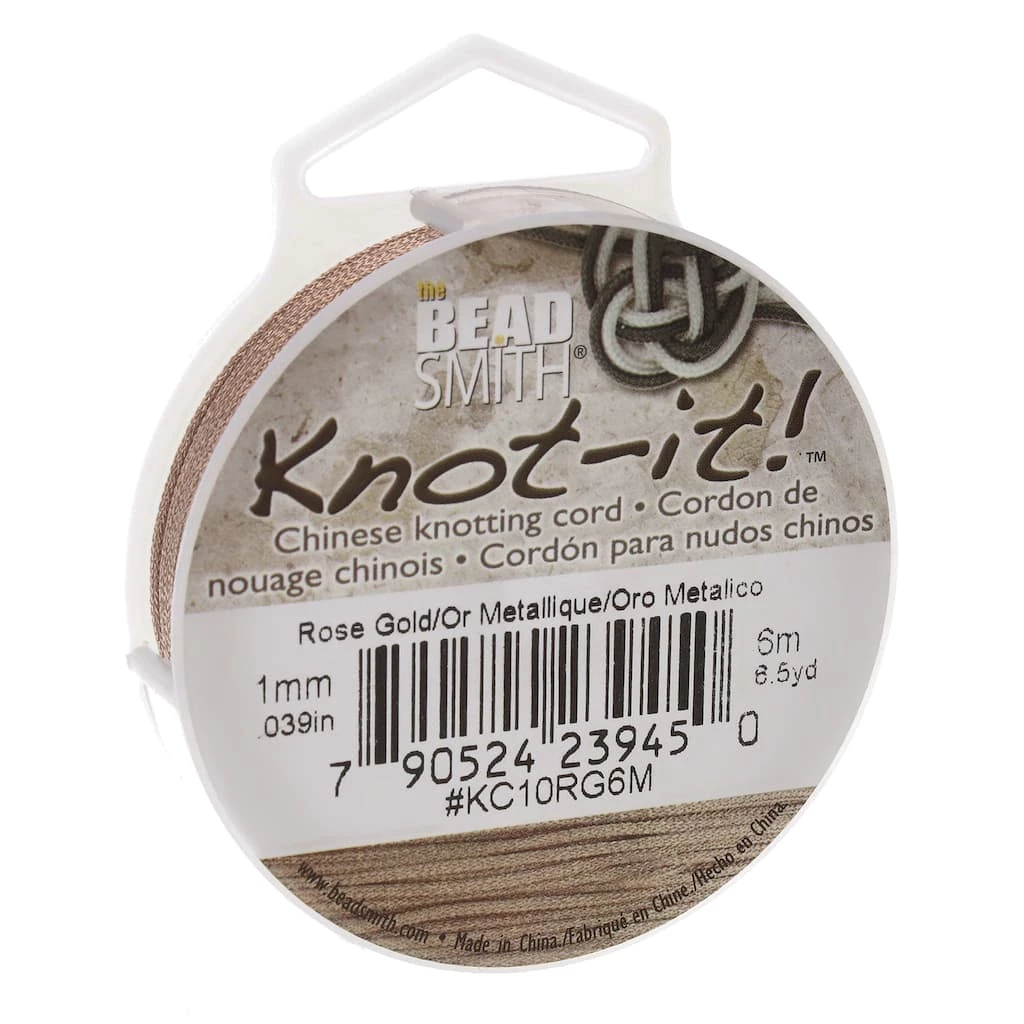 the
BEAD
SMITH®
Knot-it!™
Chinese knotting cord • Cordon de
nouage chinois • Cordón para nudos chinos
Rose Gold/Or Metallique/Oro Metalico
1mm
.039in
6m
6.5yd
7 90524 23945 0
#KC10RG6M
www.beadsmith.com • Made in China./Fabriqué en Chine./Hecho en China.